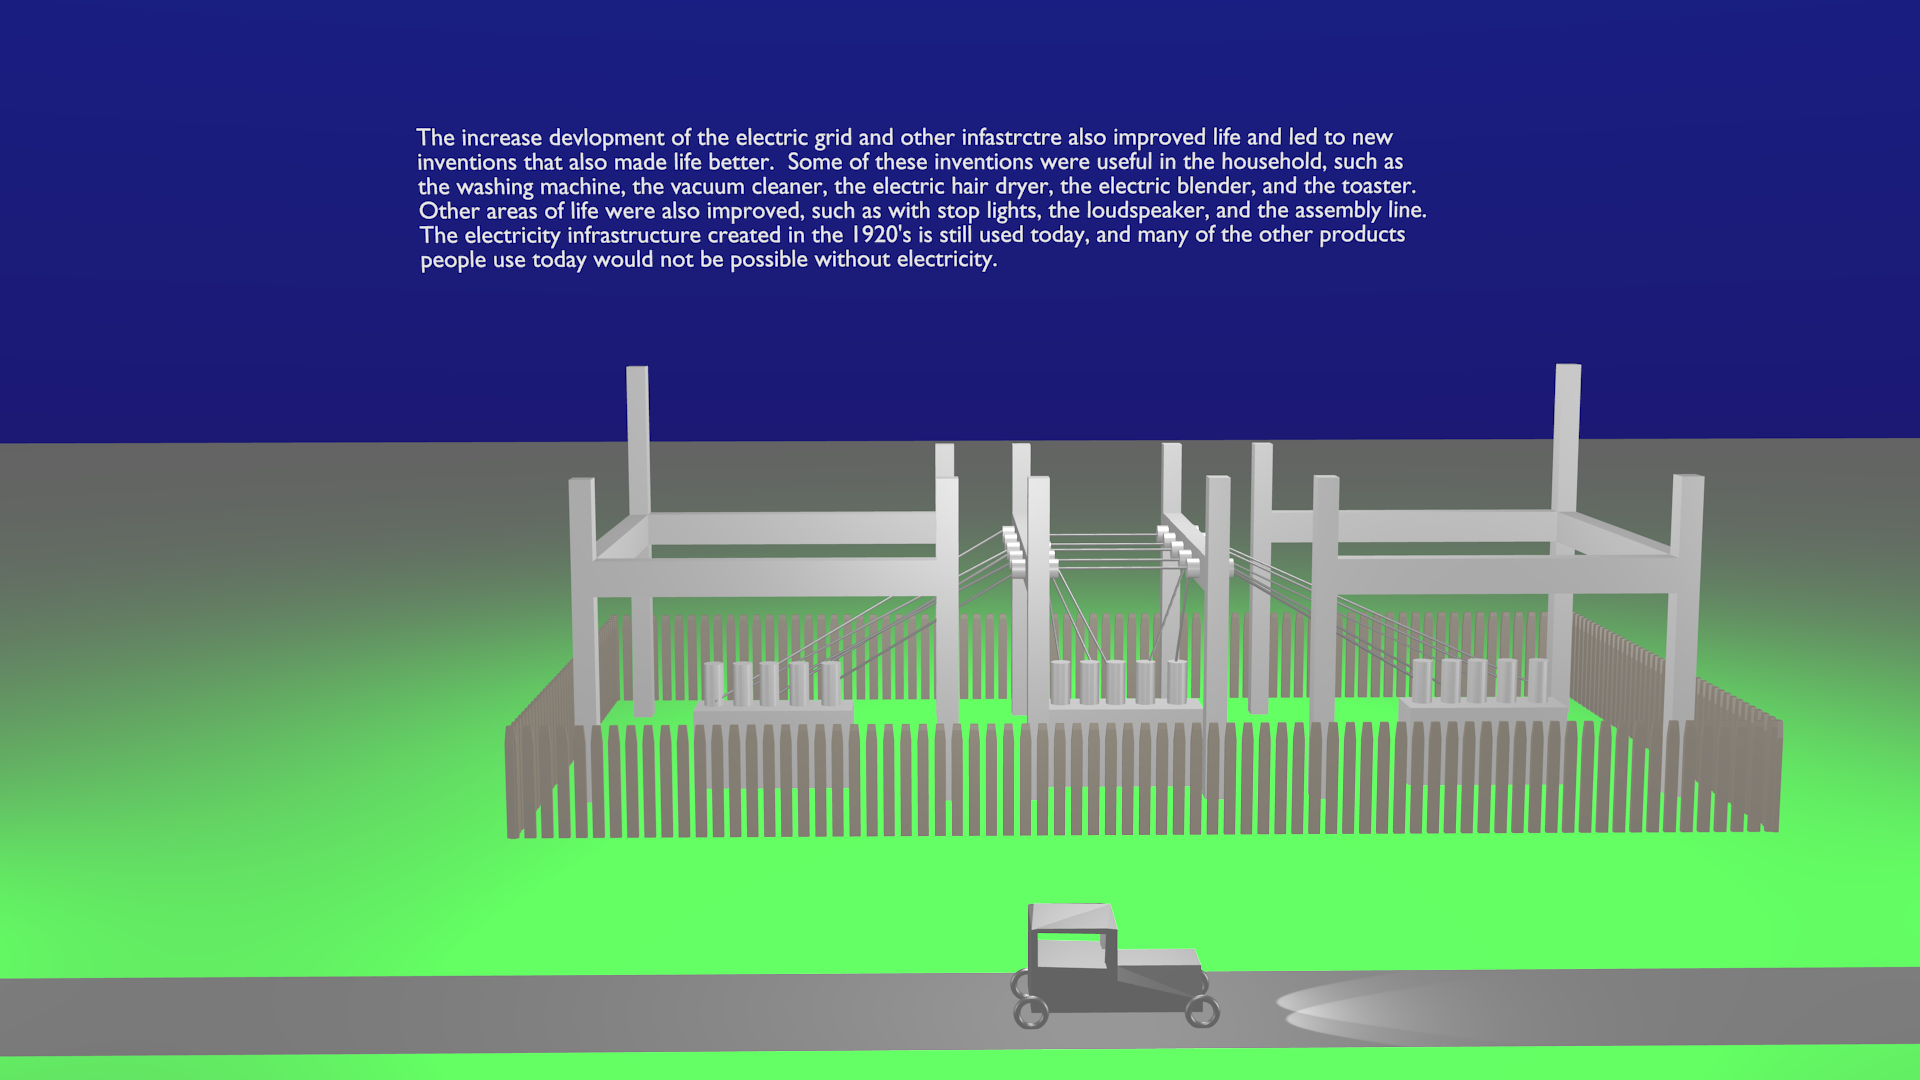 The increase devlopment of the electric grid and other infastrctre also improved life and led to new
inventions that also made life better.  Some of these inventions were useful in the household, such as
the washing machine, the vacuum cleaner, the electric hair dryer, the electric blender, and the toaster.
Other areas of life were also improved, such as with stop lights, the loudspeaker, and the assembly line.
The electricity infrastructure created in the 1920's is still used today, and many of the other products
people use today would not be possible without electricity.